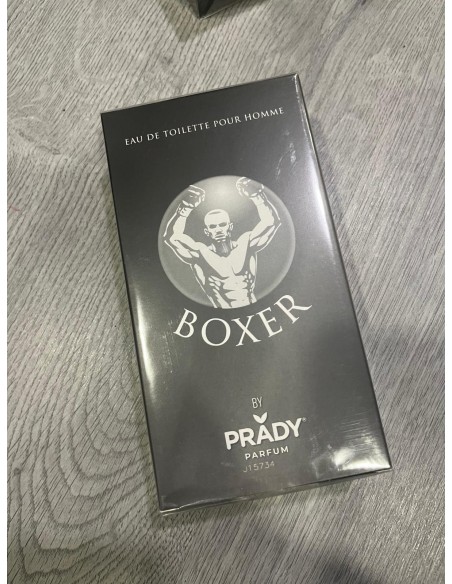 EAU DE TOILETTE POUR HOMME
BOXER
BY
PRADY®
PARFUM
J15734